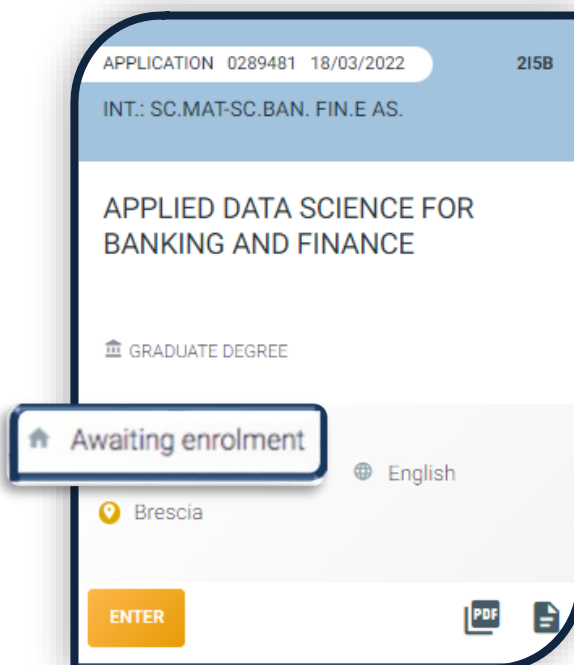 APPLICATION 0289481 18/03/2022 2I5B
INT.: SC.MAT-SC.BAN. FIN.E AS.
APPLIED DATA SCIENCE FOR
BANKING AND FINANCE
GRADUATE DEGREE
Awaiting enrolment
English
Brescia
ENTER
PDF